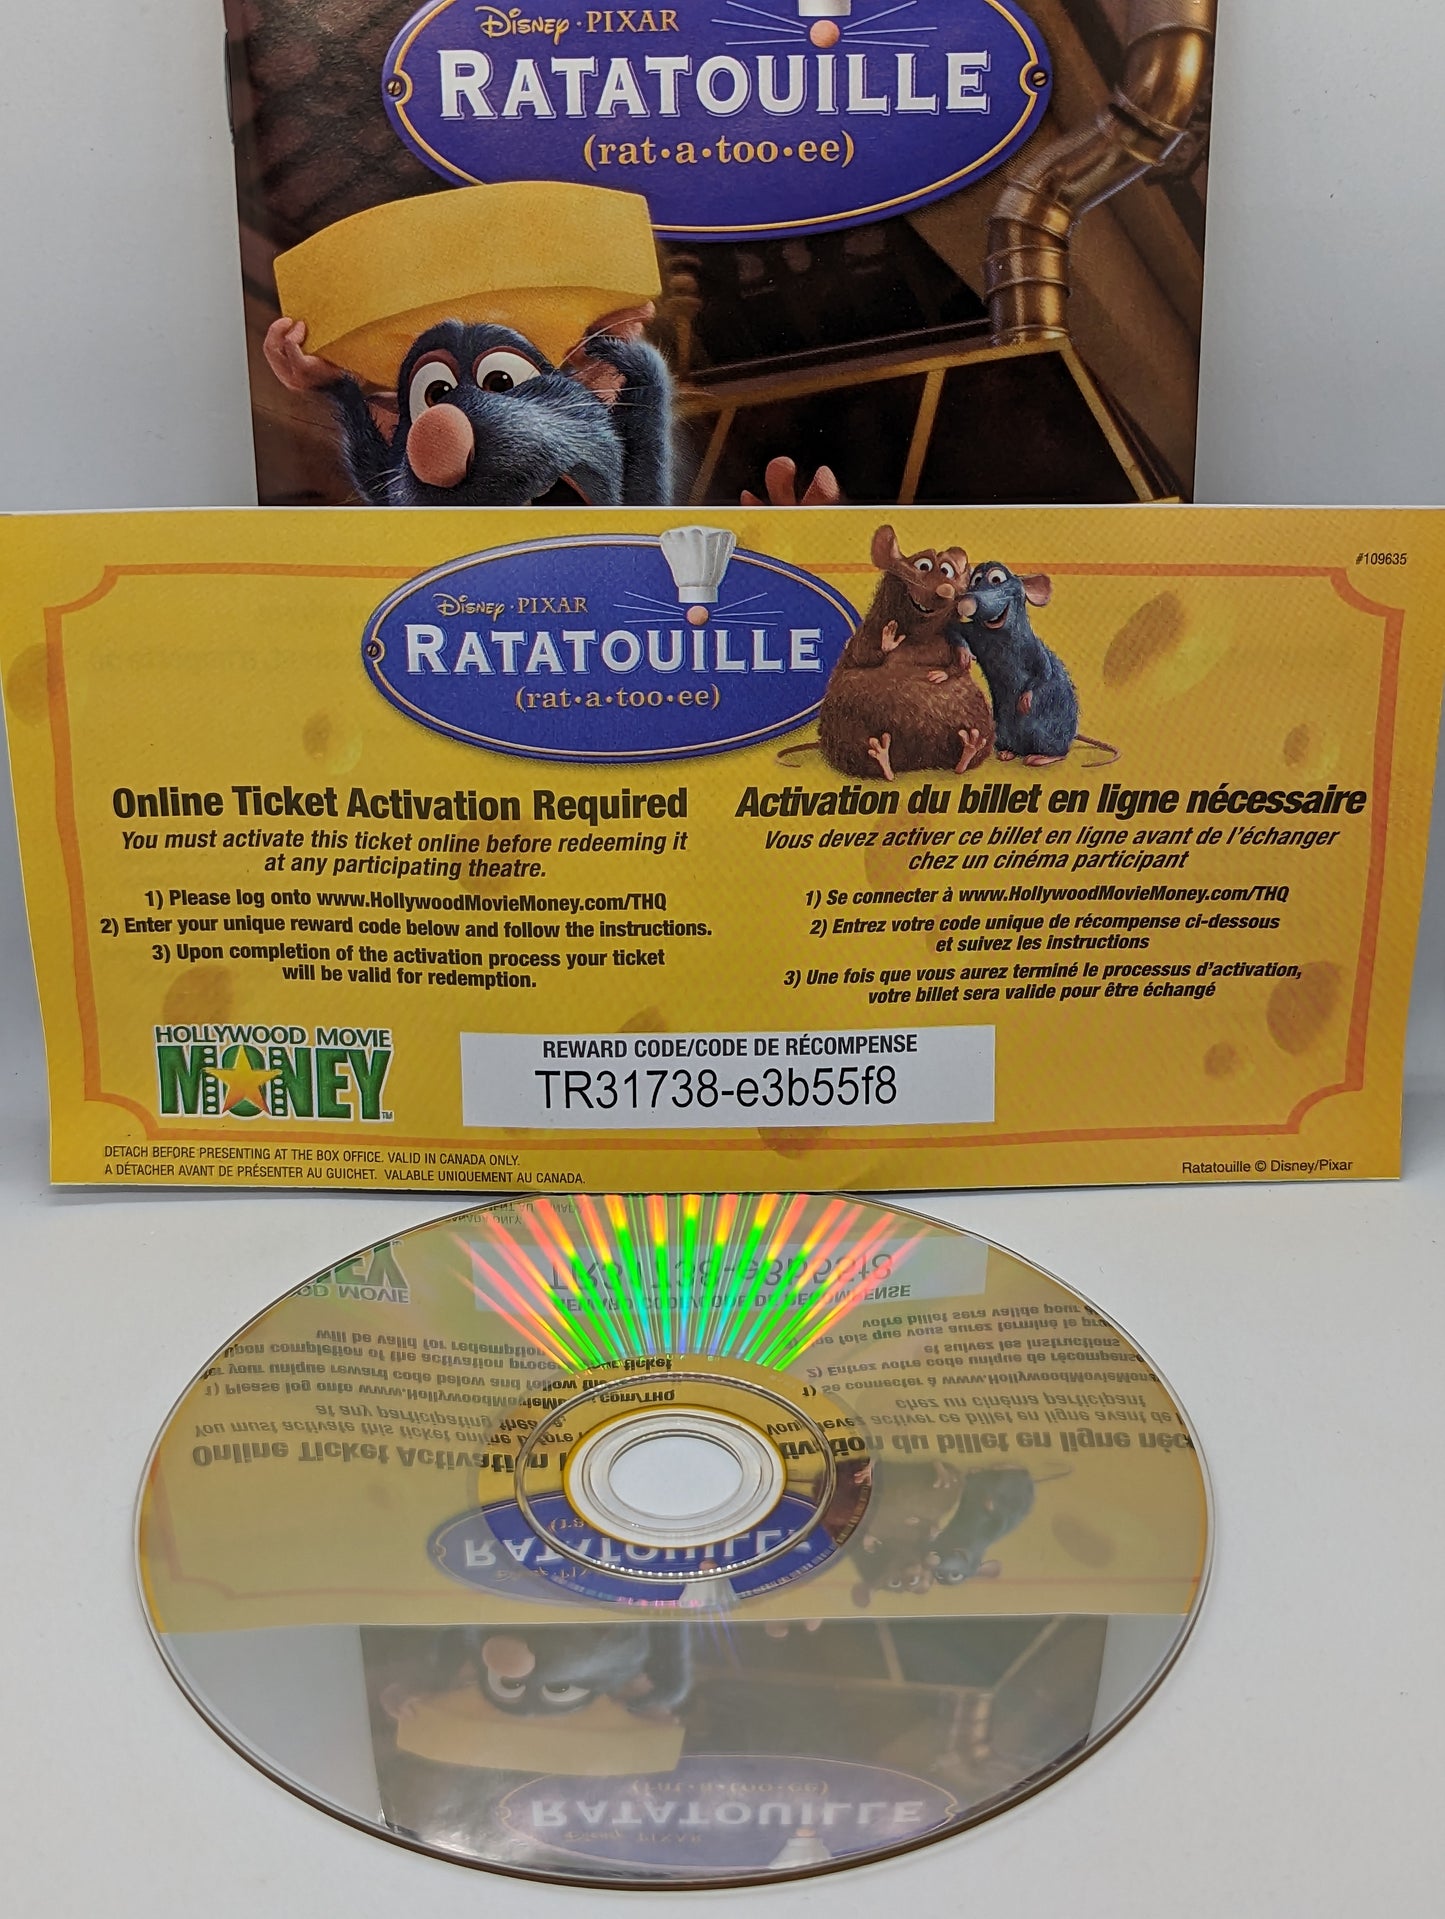 Disney · PIXAR
RATATOUILLE
(rat•a•too•ee)
#109635
Disney · PIXAR
RATATOUILLE
(rat•a•too•ee)
Online Ticket Activation Required
You must activate this ticket online before redeeming it
at any participating theatre.
1) Please log onto www.HollywoodMovieMoney.com/THQ
2) Enter your unique reward code below and follow the instructions.
3) Upon completion of the activation process your ticket
will be valid for redemption.
Activation du billet en ligne nécessaire
Vous devez activer ce billet en ligne avant de l'échanger
chez un cinéma participant
1) Se connecter à www.HollywoodMovieMoney.com/THQ
2) Entrez votre code unique de récompense ci-dessous
et suivez les instructions
3) Une fois que vous aurez terminé le processus d'activation,
votre billet sera valide pour être échangé
HOLLYWOOD MOVIE
MONEY™
REWARD CODE/CODE DE RÉCOMPENSE
TR31738-e3b55f8
DETACH BEFORE PRESENTING AT THE BOX OFFICE. VALID IN CANADA ONLY.
A DÉTACHER AVANT DE PRÉSENTER AU GUICHET. VALABLE UNIQUEMENT AU CANADA.
Ratatouille © Disney/Pixar